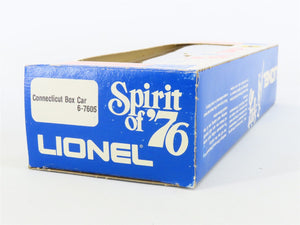 Connecticut Box Car
6-7605
Spirit
of '76
LIONEL